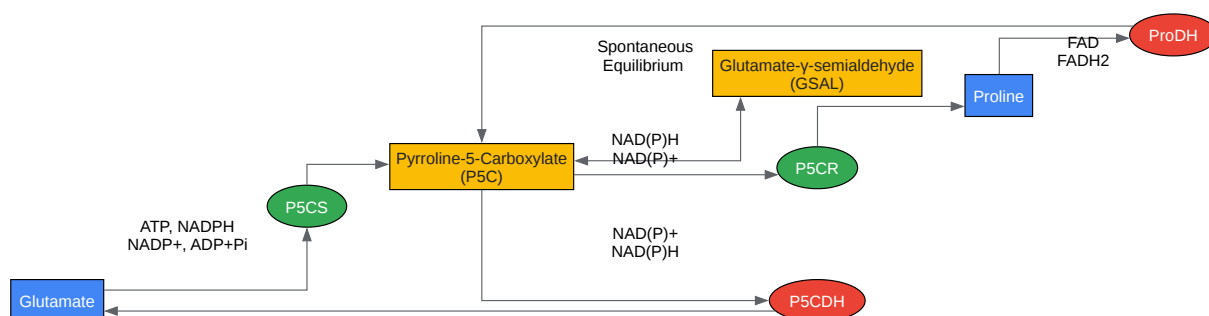 ProDH
FAD
FADH2
Spontaneous
Equilibrium
Glutamate-γ-semialdehyde
(GSAL)
Proline
NAD(P)H
NAD(P)+
Pyrroline-5-Carboxylate
(P5C)
P5CR
P5CS
ATP, NADPH
NADP+, ADP+Pi
NAD(P)+
NAD(P)H
Glutamate
P5CDH